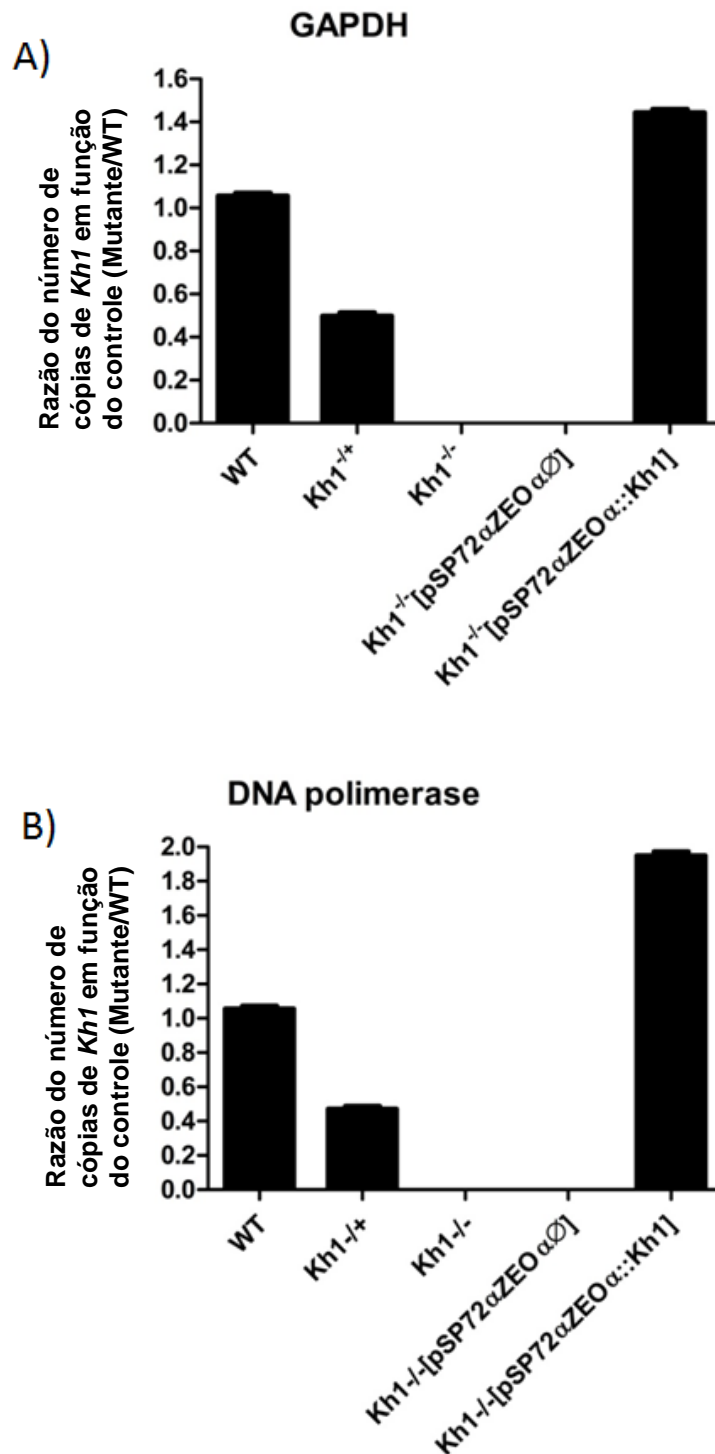 GAPDH
A)
Razão do número de
cópias de Kh1 em função
do controle (Mutante/WT)
1.6
1.4
1.2
1.0
0.8
0.6
0.4
0.2
0.0
WT
Kh1-/+
Kh1-/-
Kh1-/-[pSP72αZEOαØ]
Kh1-/-[pSP72αZEOα::Kh1]
DNA polimerase
B)
Razão do número de
cópias de Kh1 em função
do controle (Mutante/WT)
2.0
1.8
1.6
1.4
1.2
1.0
0.8
0.6
0.4
0.2
0.0
WT
Kh1-/+
Kh1-/-
Kh1-/-[pSP72αZEOαØ]
Kh1-/-[pSP72αZEOα::Kh1]